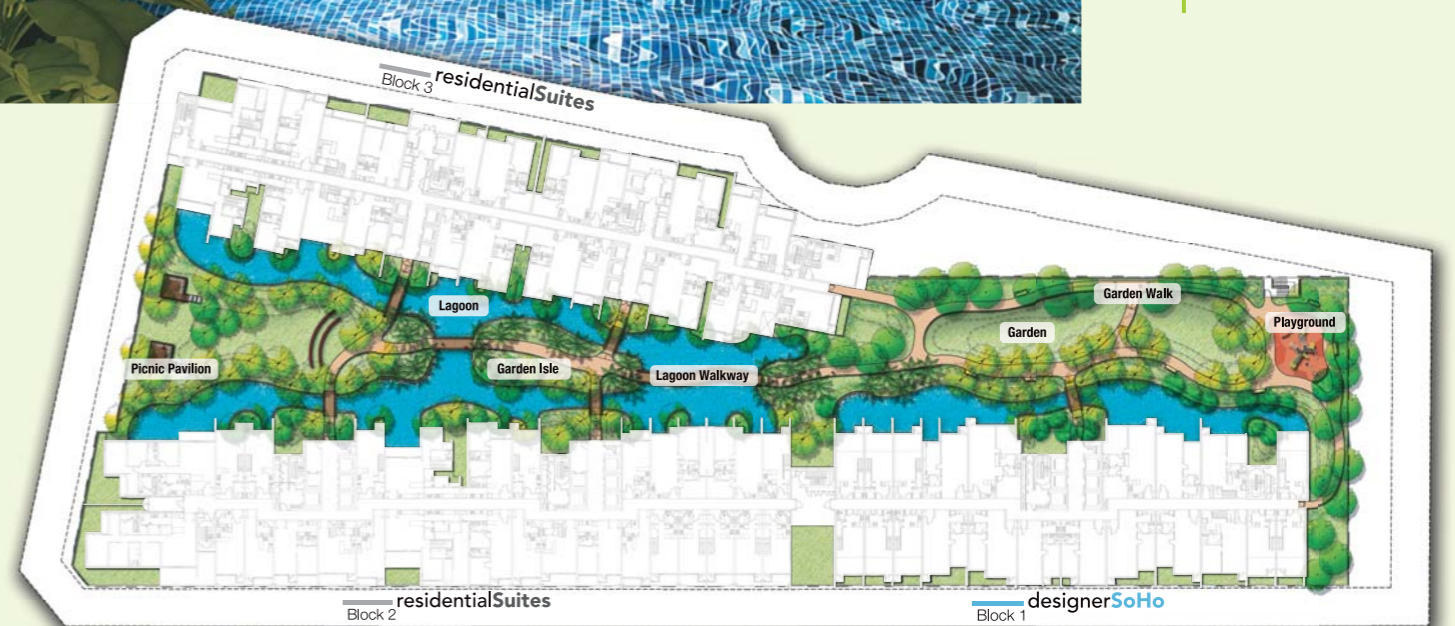 residentialSuites
Block 3
Lagoon
Garden Walk
Garden
Playground
Picnic Pavilion
Garden Isle
Lagoon Walkway
residentialSuites
Block 2
designerSoHo
Block 1